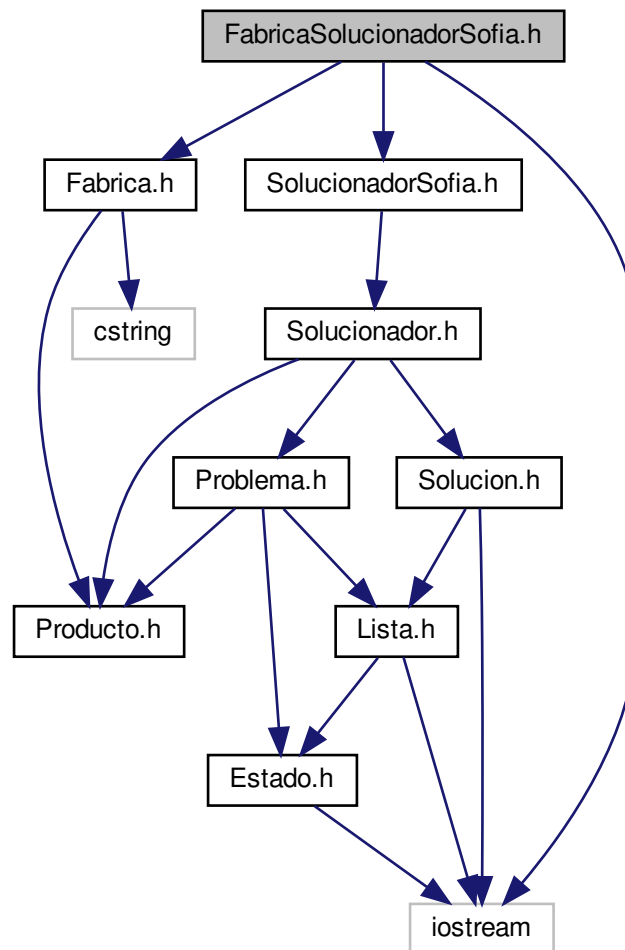 FabricaSolucionadorSofia.h
Fabrica.h
SolucionadorSofia.h
cstring
Solucionador.h
Problema.h
Solucion.h
Producto.h
Lista.h
Estado.h
iostream